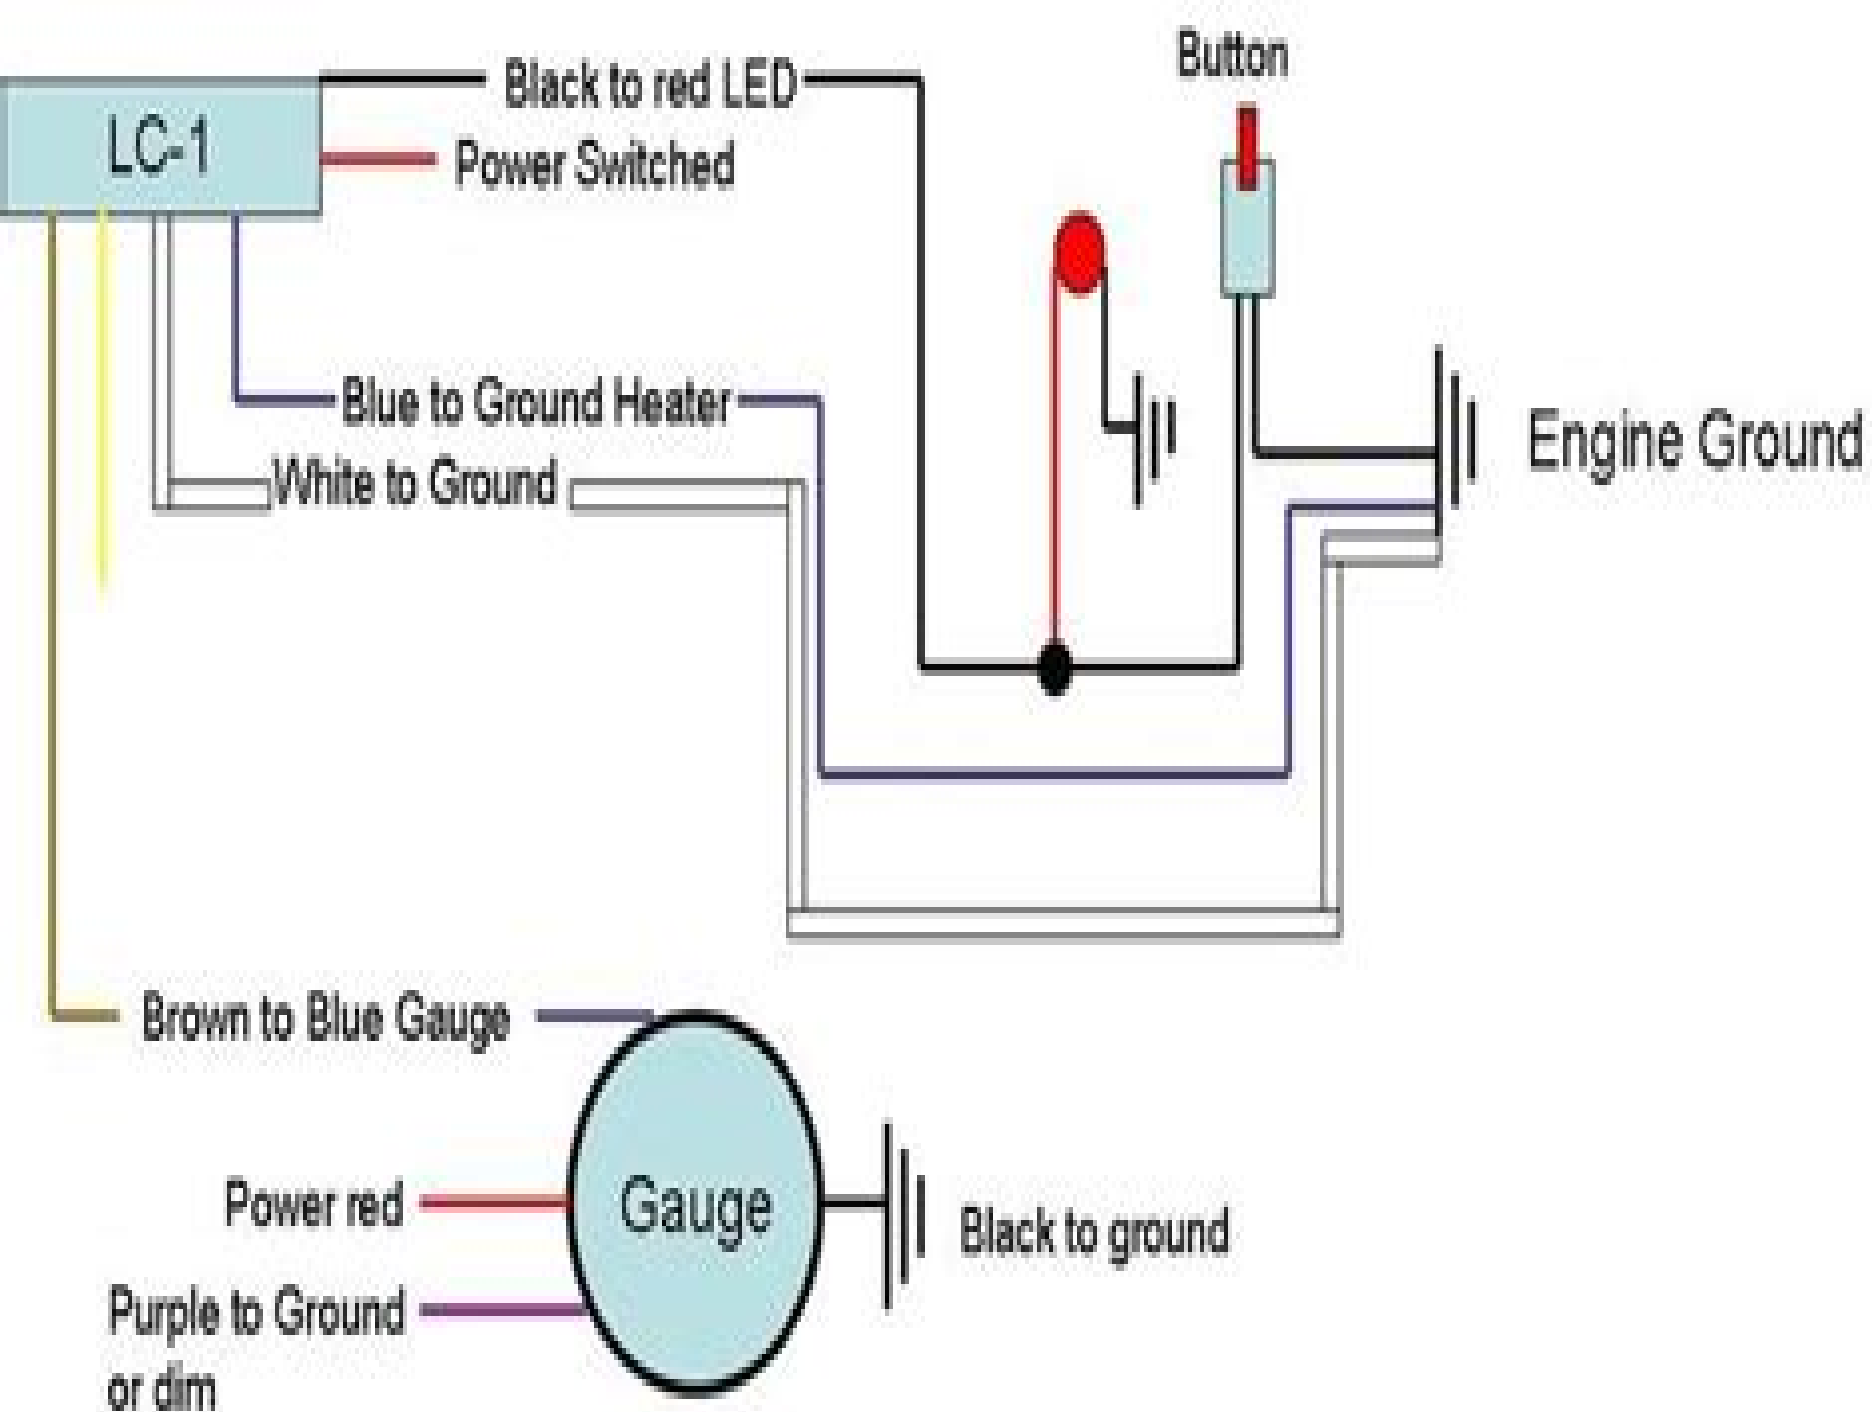 Button
Black to red LED
LC-1
Power Switched
Blue to Ground Heater
Engine Ground
White to Ground
Brown to Blue Gauge
Power red
Gauge
Black to ground
Purple to Ground
or dim